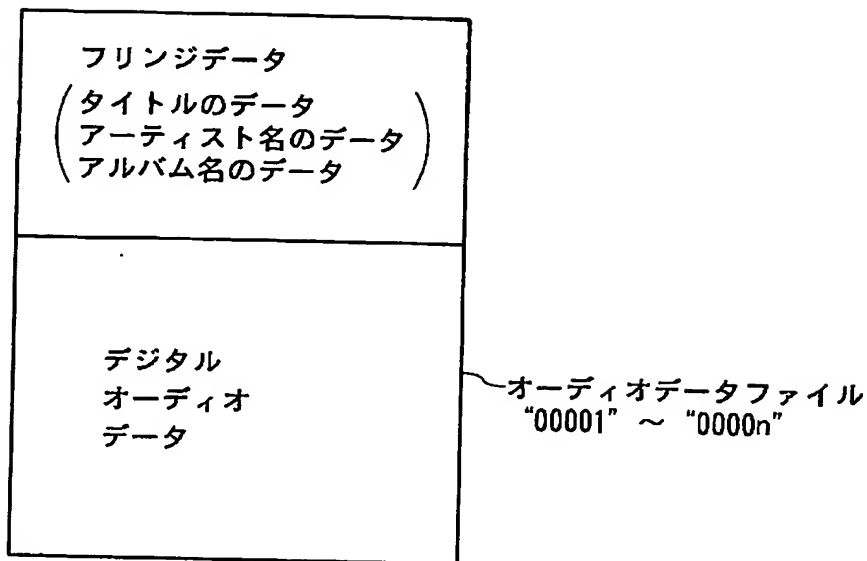 フリンジデータ
タイトルのデータ
アーティスト名のデータ
アルバム名のデータ
デジタル
オーディオ
データ
オーディオデータファイル
“00001” ～ “0000n”